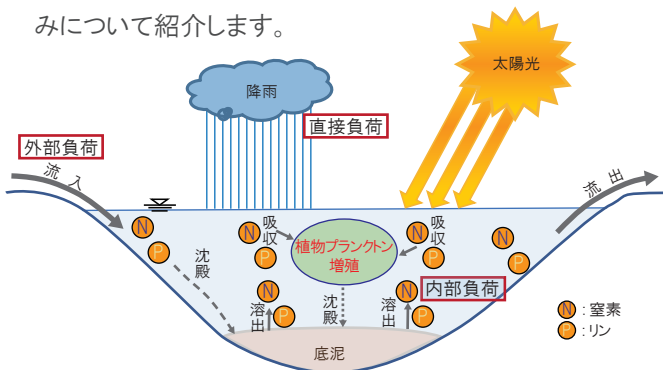 みについて紹介します。
降雨
太陽光
直接負荷
外部負荷
流入
流出
N
P
沈殿
N
P
吸収
植物プランクトン
増殖
N
P
吸収
N
P
N
P
溶出
沈殿
N
P
溶出
内部負荷
底泥
N : 窒素
P : リン